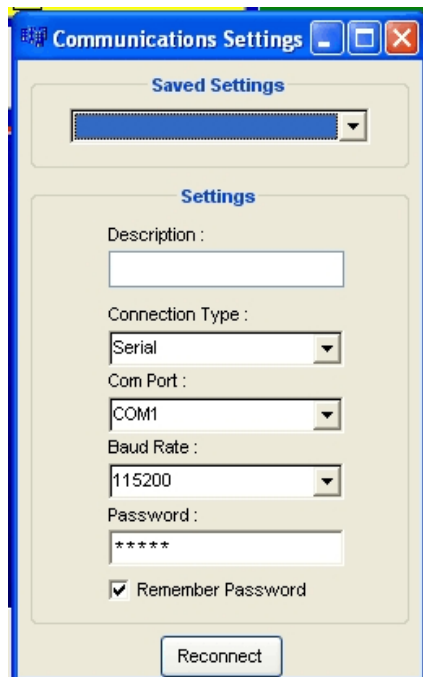 Communications Settings
Saved Settings
Settings
Description :
Connection Type :
Serial
Com Port :
COM1
Baud Rate :
115200
Password :
*****
Remember Password
Reconnect